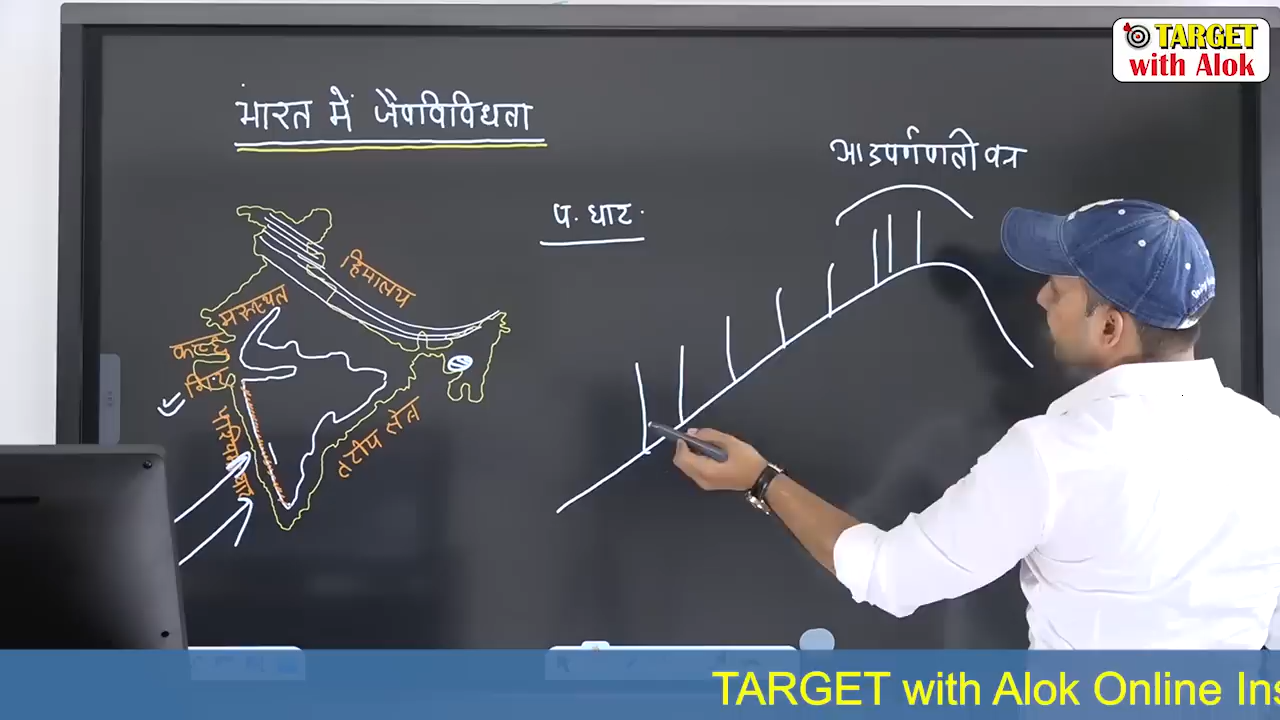 TARGET
with Alok
भारत में जैवविविधता
आर्द्रपर्णपाती वन
प. घाट.
हिमालय
मरुस्थल
कच्छ
गिर
तटीय क्षेत्र
TARGET with Alok Online Ins